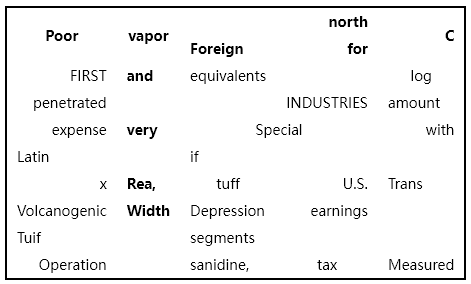 Poor vapor north C
Foreign for
FIRST and equivalents log
penetrated INDUSTRIES amount
expense very Special with
Latin if
x Rea, tuff U.S. Trans
Volcanogenic Width Depression earnings
Tuif segments
Operation sanidine, tax Measured